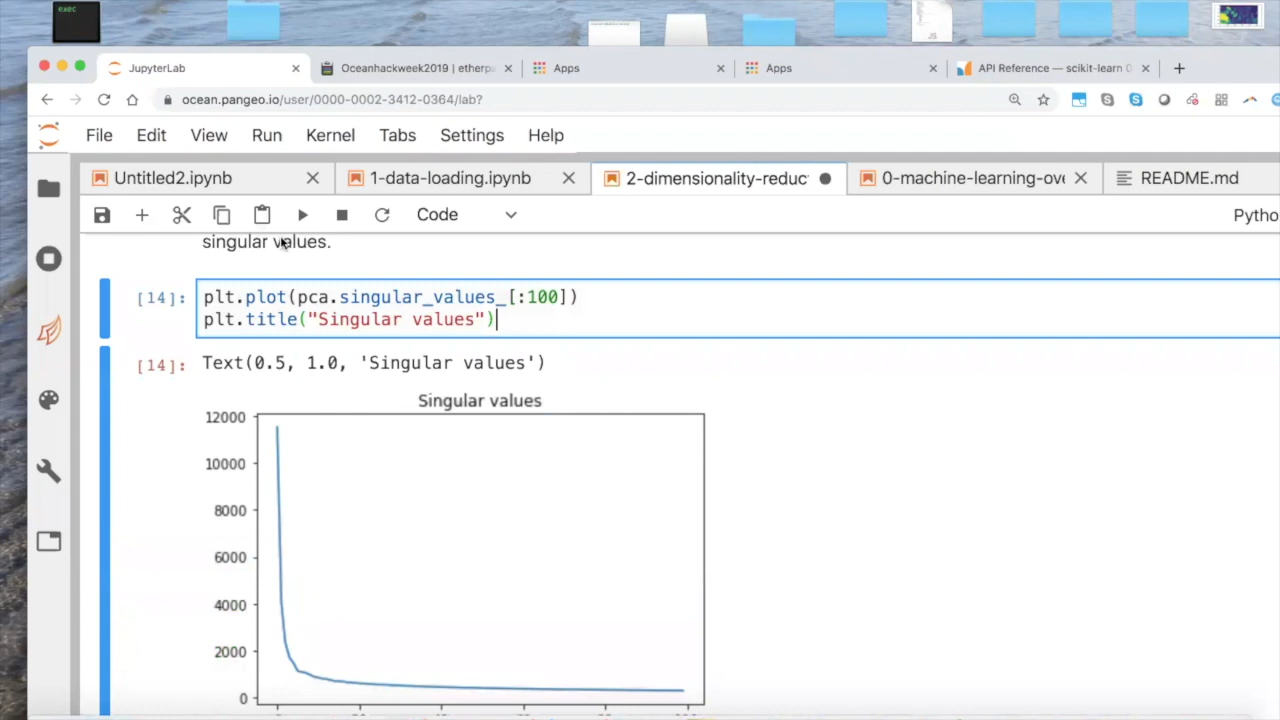 exec
JS
JupyterLab
Oceanhackweek2019 | etherpa
Apps
Apps
API Reference — scikit-learn 0
ocean.pangeo.io/user/0000-0002-3412-0364/lab?
File Edit View Run Kernel Tabs Settings Help
Untitled2.ipynb
1-data-loading.ipynb
2-dimensionality-reduc
0-machine-learning-ove
README.md
Code
Pytho
singular values.
[14]: plt.plot(pca.singular_values_[:100])
plt.title("Singular values")
[14]: Text(0.5, 1.0, 'Singular values')
Singular values
12000
10000
8000
6000
4000
2000
0